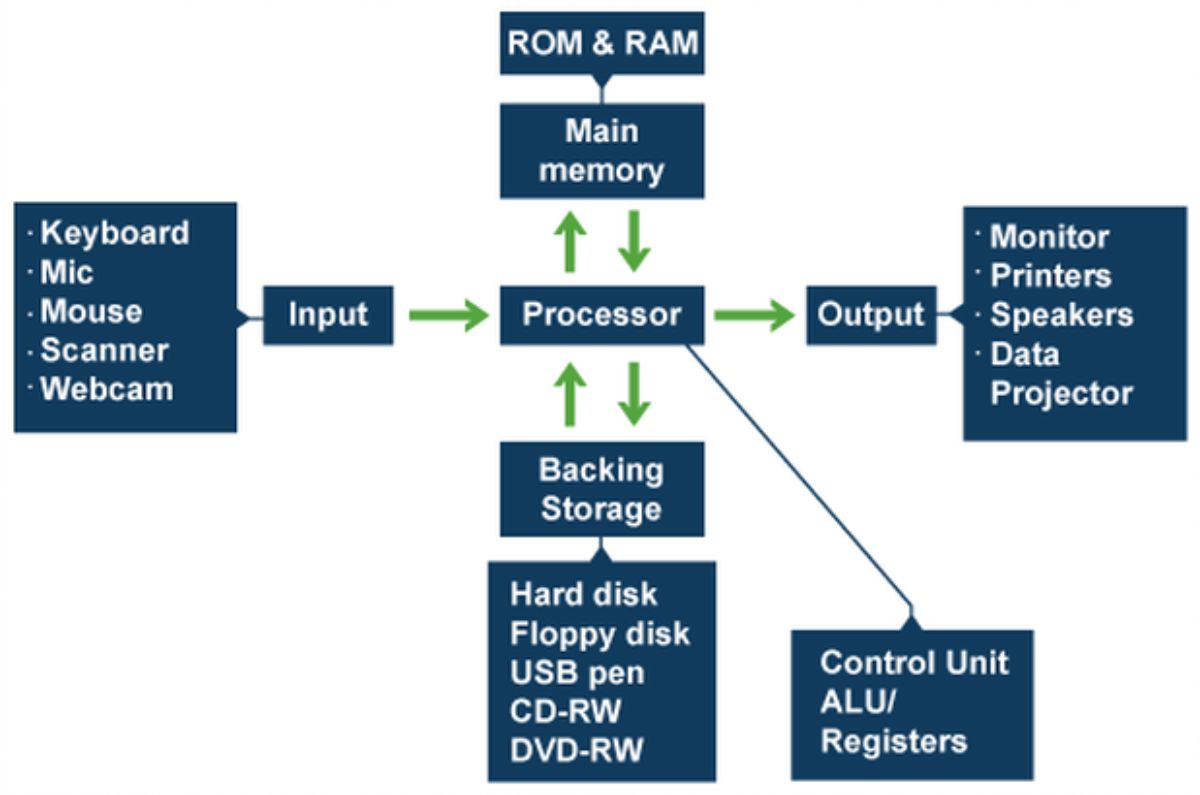 ROM & RAM
Main
memory
· Keyboard
· Mic
· Mouse
· Scanner
· Webcam
Input
Processor
Output
· Monitor
· Printers
· Speakers
· Data
Projector
Backing
Storage
Hard disk
Floppy disk
USB pen
CD-RW
DVD-RW
Control Unit
ALU/
Registers